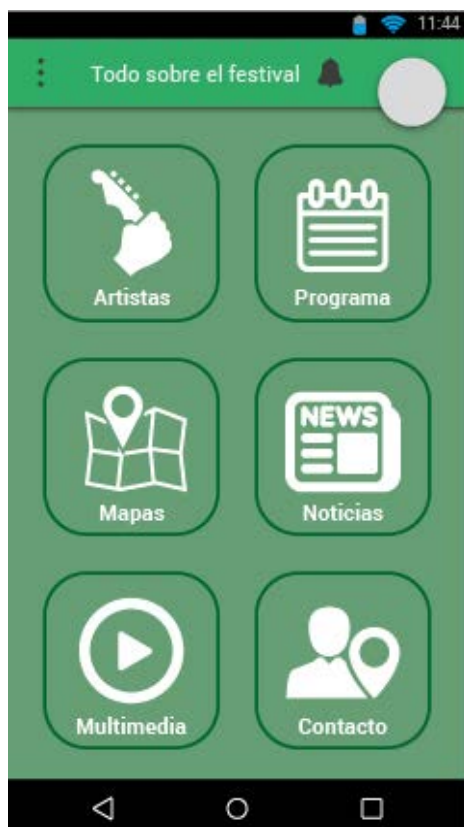 11:44
Todo sobre el festival
Artistas
Programa
NEWS
Mapas
Noticias
Multimedia
Contacto